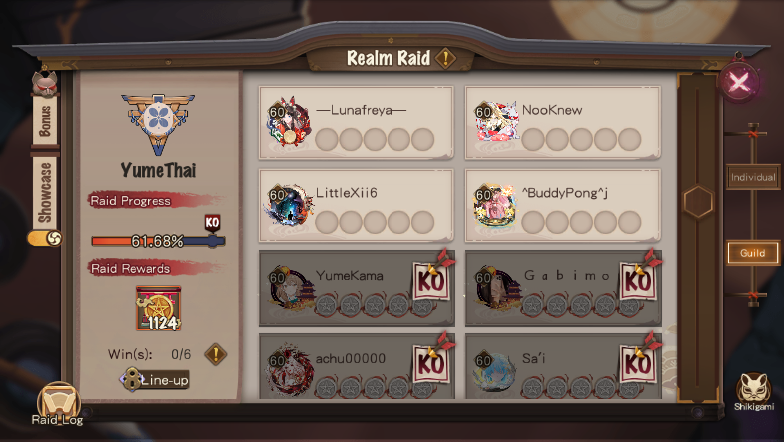 Realm Raid
Bonus
Showcase
YumeThai
Raid Progress
KO
61.68%
Raid Rewards
1124
Win(s): 0/6
Line-up
Raid Log
60
—Lunafreya—
60
NooKnew
60
LittleXii6
60
^BuddyPong^j
60
YumeKama
KO
60
Gabimo
KO
60
achu00000
KO
60
Sa'i
KO
Individual
Guild
Shikigami